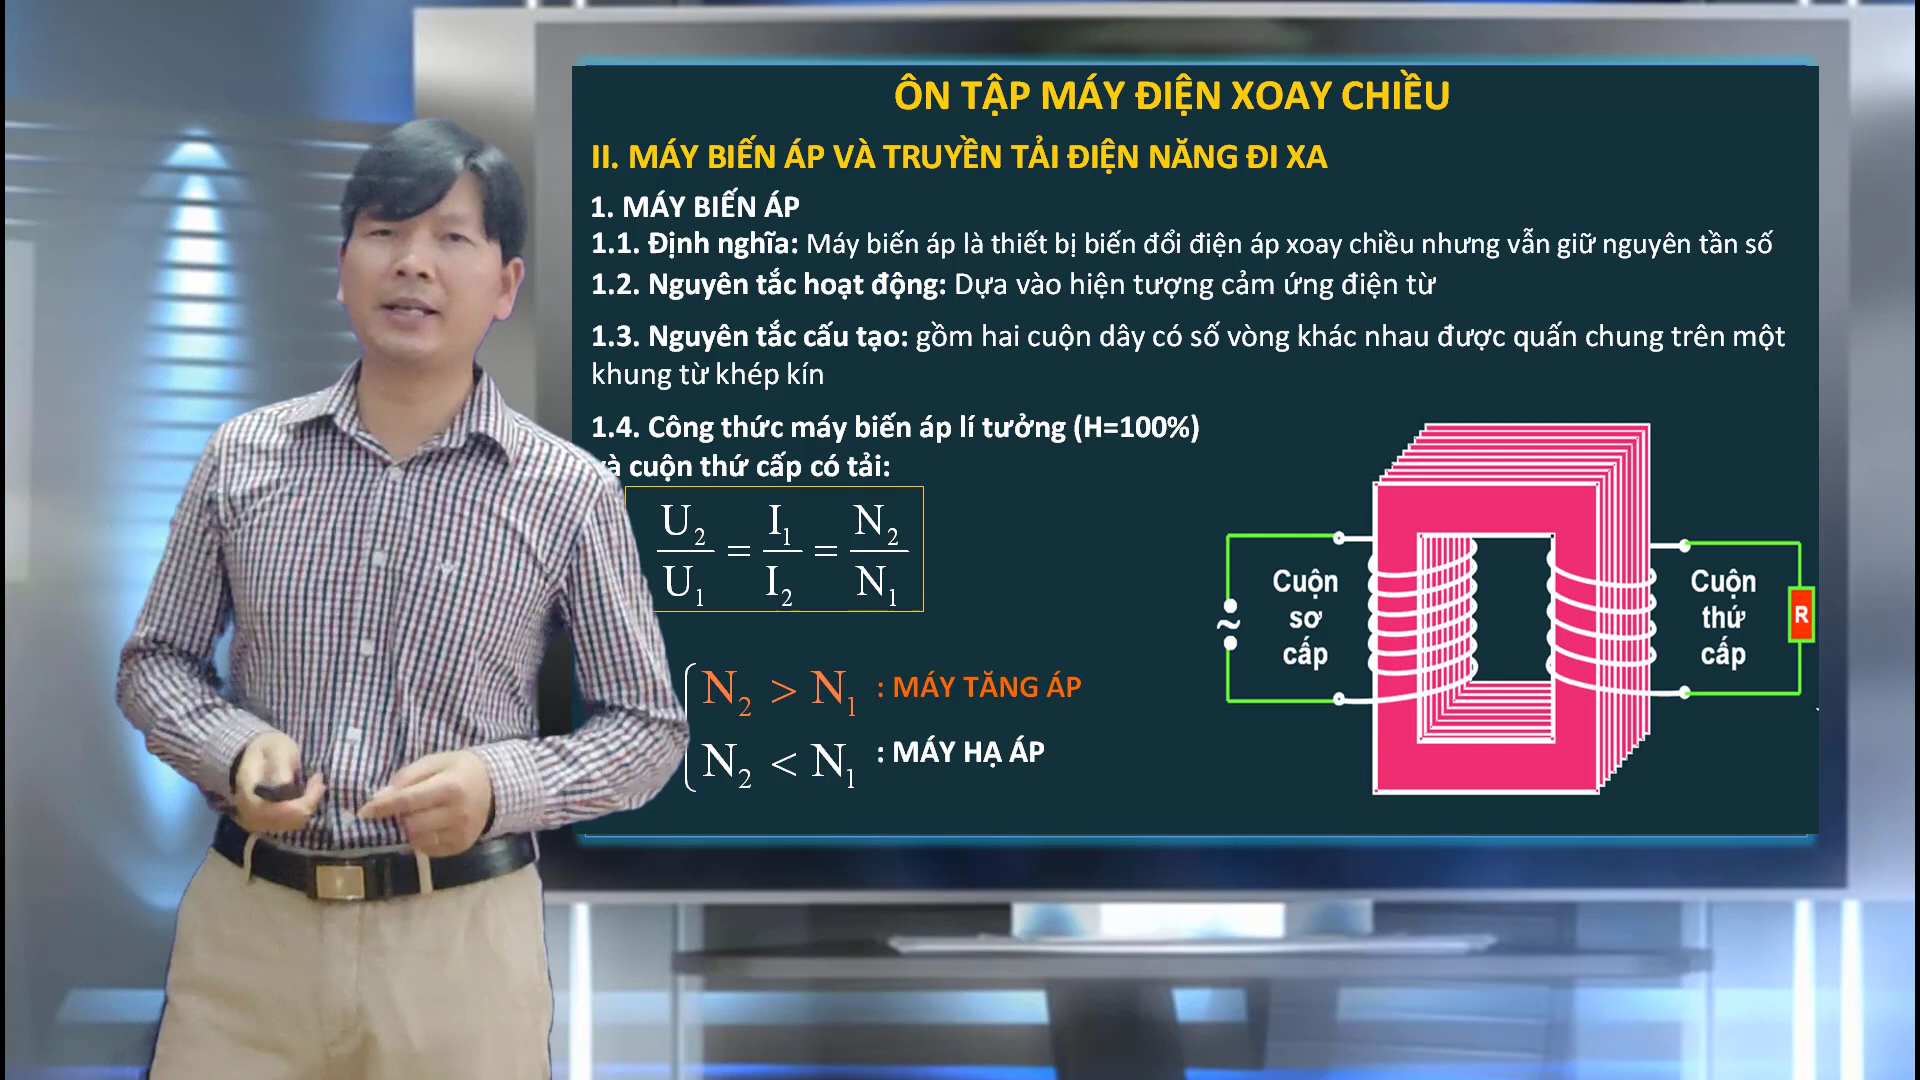 ÔN TẬP MÁY ĐIỆN XOAY CHIỀU
II. MÁY BIẾN ÁP VÀ TRUYỀN TẢI ĐIỆN NĂNG ĐI XA
1. MÁY BIẾN ÁP
1.1. Định nghĩa: Máy biến áp là thiết bị biến đổi điện áp xoay chiều nhưng vẫn giữ nguyên tần số
1.2. Nguyên tắc hoạt động: Dựa vào hiện tượng cảm ứng điện từ
1.3. Nguyên tắc cấu tạo: gồm hai cuộn dây có số vòng khác nhau được quấn chung trên một
khung từ khép kín
1.4. Công thức máy biến áp lí tưởng (H=100%)
cuộn thứ cấp có tải:
U₂/U₁ = I₁/I₂ = N₂/N₁
N₂ > N₁ : MÁY TĂNG ÁP
N₂ < N₁ : MÁY HẠ ÁP
~
Cuộn
sơ
cấp
Cuộn
thứ
cấp
R